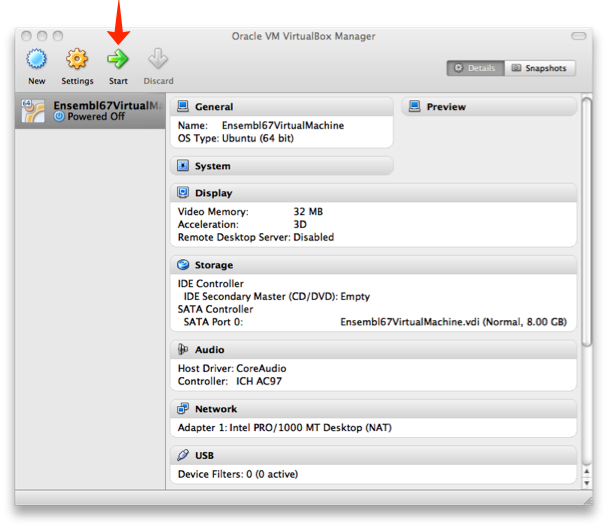 Oracle VM VirtualBox Manager
New Settings Start Discard
Details Snapshots
64
Ensembl67VirtualMa
Powered Off
General
Name: Ensembl67VirtualMachine
OS Type: Ubuntu (64 bit)
Preview
System
Display
Video Memory: 32 MB
Acceleration: 3D
Remote Desktop Server: Disabled
Storage
IDE Controller
IDE Secondary Master (CD/DVD): Empty
SATA Controller
SATA Port 0: Ensembl67VirtualMachine.vdi (Normal, 8.00 GB)
Audio
Host Driver: CoreAudio
Controller: ICH AC97
Network
Adapter 1: Intel PRO/1000 MT Desktop (NAT)
USB
Device Filters: 0 (0 active)